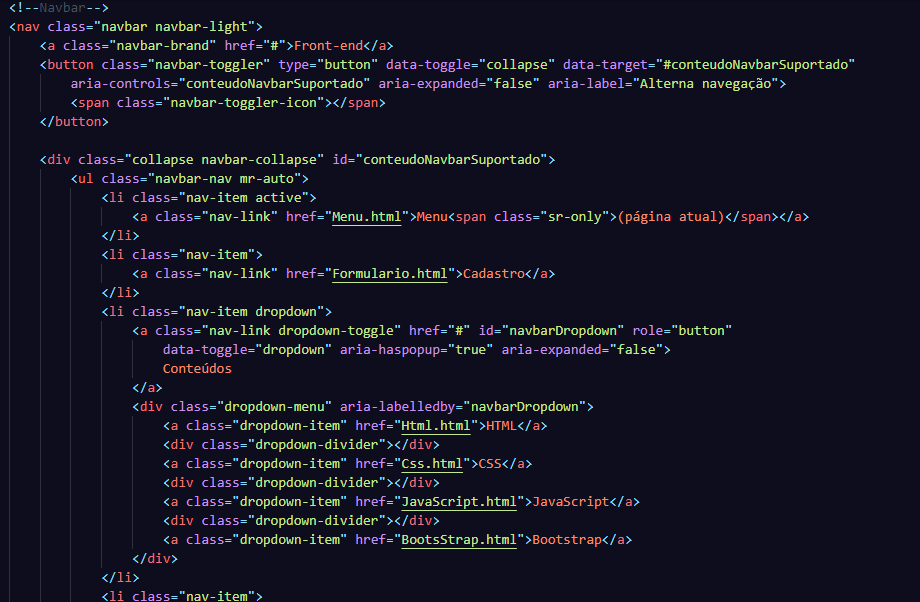 <!--Navbar-->
<nav class="navbar navbar-light">
<a class="navbar-brand" href="#">Front-end</a>
<button class="navbar-toggler" type="button" data-toggle="collapse" data-target="#conteudoNavbarSuportado"
aria-controls="conteudoNavbarSuportado" aria-expanded="false" aria-label="Alterna navegação">
<span class="navbar-toggler-icon"></span>
</button>
<div class="collapse navbar-collapse" id="conteudoNavbarSuportado">
<ul class="navbar-nav mr-auto">
<li class="nav-item active">
<a class="nav-link" href="Menu.html">Menu<span class="sr-only">(página atual)</span></a>
</li>
<li class="nav-item">
<a class="nav-link" href="Formulario.html">Cadastro</a>
</li>
<li class="nav-item dropdown">
<a class="nav-link dropdown-toggle" href="#" id="navbarDropdown" role="button"
data-toggle="dropdown" aria-haspopup="true" aria-expanded="false">
Conteúdos
</a>
<div class="dropdown-menu" aria-labelledby="navbarDropdown">
<a class="dropdown-item" href="Html.html">HTML</a>
<div class="dropdown-divider"></div>
<a class="dropdown-item" href="Css.html">CSS</a>
<div class="dropdown-divider"></div>
<a class="dropdown-item" href="JavaScript.html">JavaScript</a>
<div class="dropdown-divider"></div>
<a class="dropdown-item" href="BootsStrap.html">Bootstrap</a>
</div>
</li>
<li class="nav-item">